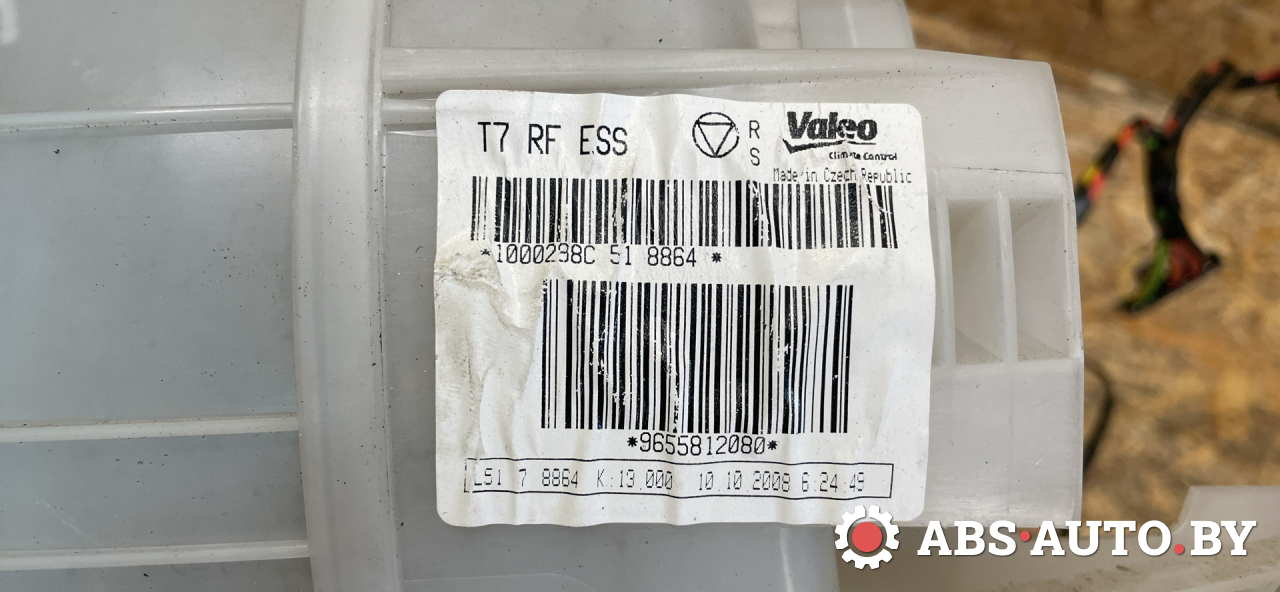 T7 RF ESS
R
S
Valeo
Climate Control
Made in Czech Republic
*1000298C 51 8864 *
*9655812080*
L51 7 8864 K:13.000 10.10.2008 6:24:49
ABS·AUTO.BY